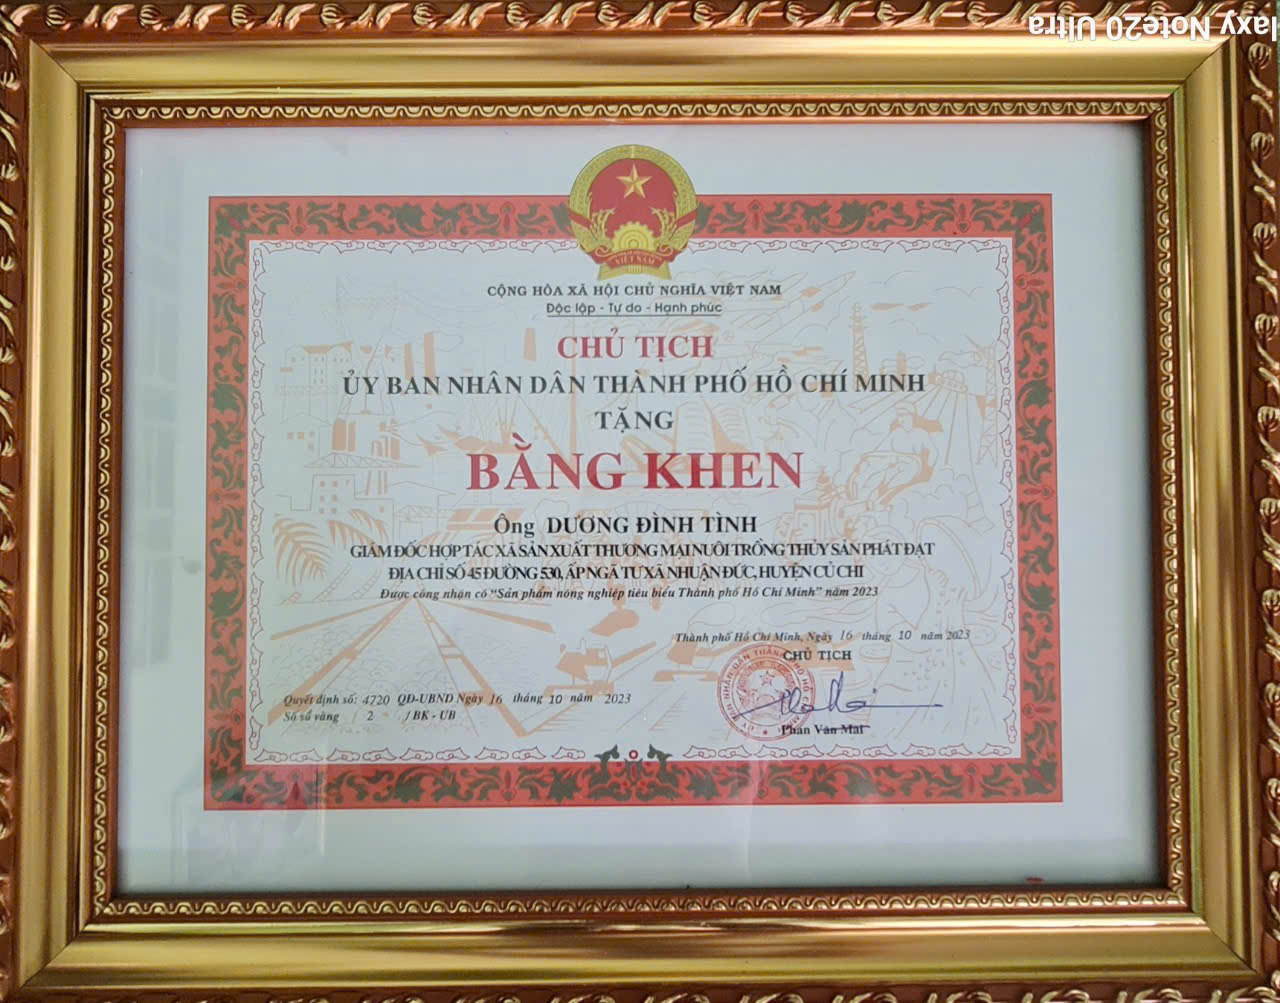 laxy Note20 Ultra
VIỆT NAM
CỘNG HÒA XÃ HỘI CHỦ NGHĨA VIỆT NAM
Độc lập - Tự do - Hạnh phúc
CHỦ TỊCH
ỦY BAN NHÂN DÂN THÀNH PHỐ HỒ CHÍ MINH
TẶNG
BẰNG KHEN
Ông DƯƠNG ĐÌNH TÌNH
GIÁM ĐỐC HỢP TÁC XÃ SẢN XUẤT THƯƠNG MẠI NUÔI TRỒNG THỦY SẢN PHÁT ĐẠT
ĐỊA CHỈ SỐ 45 ĐƯỜNG 530, ẤP NGÃ TƯ XÃ NHUẬN ĐỨC, HUYỆN CỦ CHI
Được công nhận có "Sản phẩm nông nghiệp tiêu biểu Thành phố Hồ Chí Minh" năm 2023
Thành phố Hồ Chí Minh, Ngày 16 tháng 10 năm 2023
CHỦ TỊCH
Quyết định số: 4720 QĐ-UBND Ngày 16 tháng 10 năm 2023
Số sổ vàng / 2 / BK - UB
Phan Văn Mãi